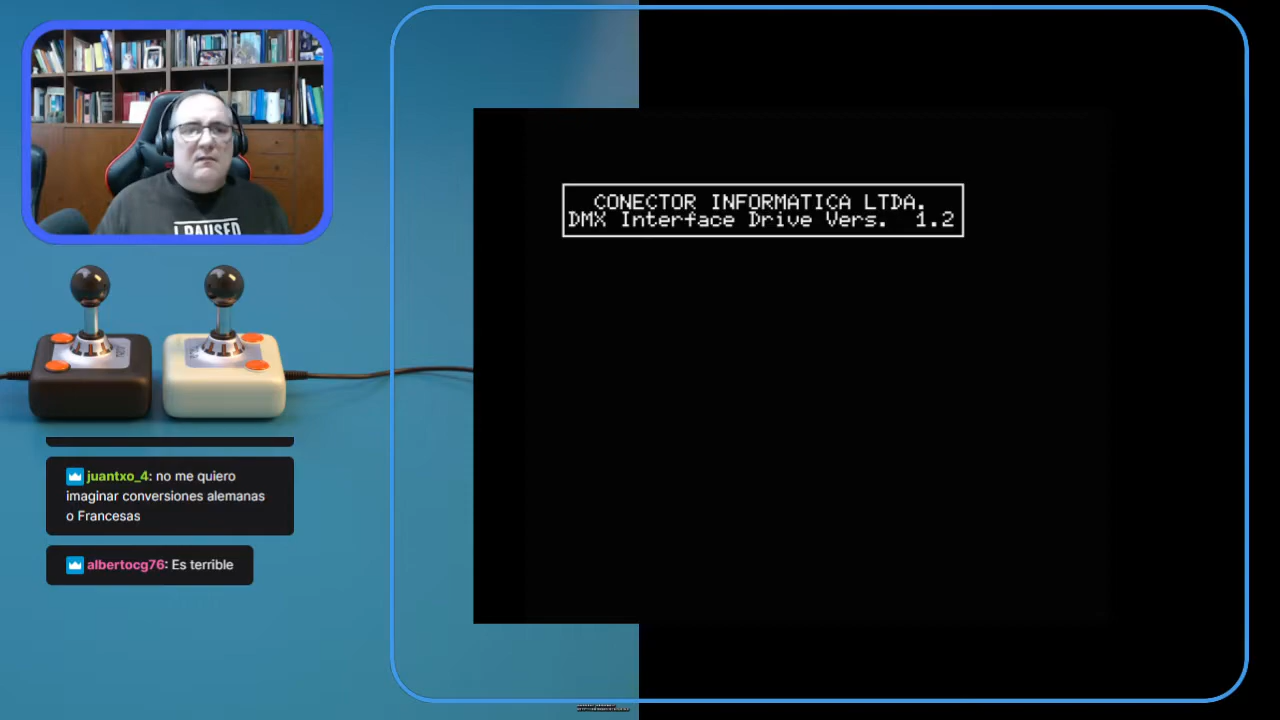 I PAUSED
CONECTOR INFORMATICA LTDA.
DMX Interface Drive Vers. 1.2
juantxo_4: no me quiero
imaginar conversiones alemanas
o Francesas
albertocg76: Es terrible